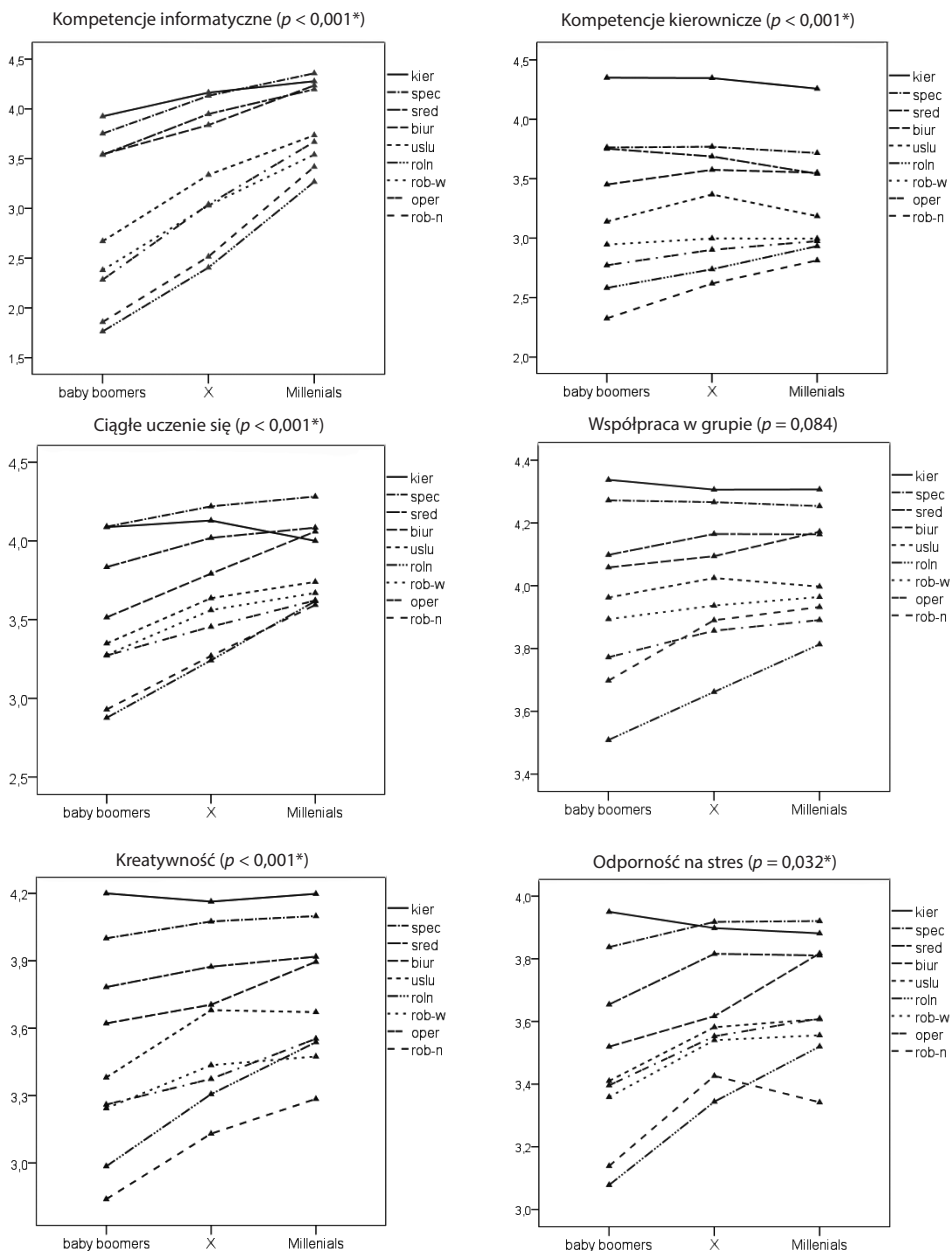 Kompetencje informatyczne (p < 0,001*)
4,5
4,0
3,5
3,0
2,5
2,0
1,5
baby boomers X Millenials
kier
spec
sred
biur
uslu
roln
rob-w
oper
rob-n
Kompetencje kierownicze (p < 0,001*)
4,5
4,0
3,5
3,0
2,5
2,0
baby boomers X Millenials
kier
spec
sred
biur
uslu
roln
rob-w
oper
rob-n
Ciągłe uczenie się (p < 0,001*)
4,5
4,0
3,5
3,0
2,5
baby boomers X Millenials
kier
spec
sred
biur
uslu
roln
rob-w
oper
rob-n
Współpraca w grupie (p = 0,084)
4,4
4,2
4,0
3,8
3,6
3,4
baby boomers X Millenials
kier
spec
sred
biur
uslu
roln
rob-w
oper
rob-n
Kreatywność (p < 0,001*)
4,2
3,9
3,6
3,3
3,0
baby boomers X Millenials
kier
spec
sred
biur
uslu
roln
rob-w
oper
rob-n
Odporność na stres (p = 0,032*)
4,0
3,8
3,6
3,4
3,2
3,0
baby boomers X Millenials
kier
spec
sred
biur
uslu
roln
rob-w
oper
rob-n